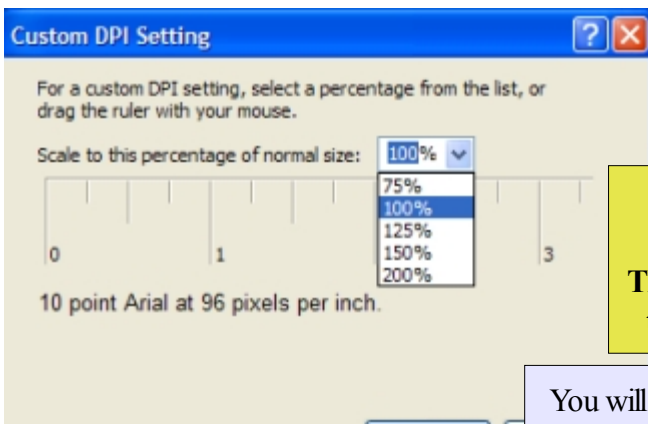 Custom DPI Setting
For a custom DPI setting, select a percentage from the list, or
drag the ruler with your mouse.
Scale to this percentage of normal size: 100%
75%
100%
125%
150%
200%
0 1 3
10 point Arial at 96 pixels per inch.
T
You will